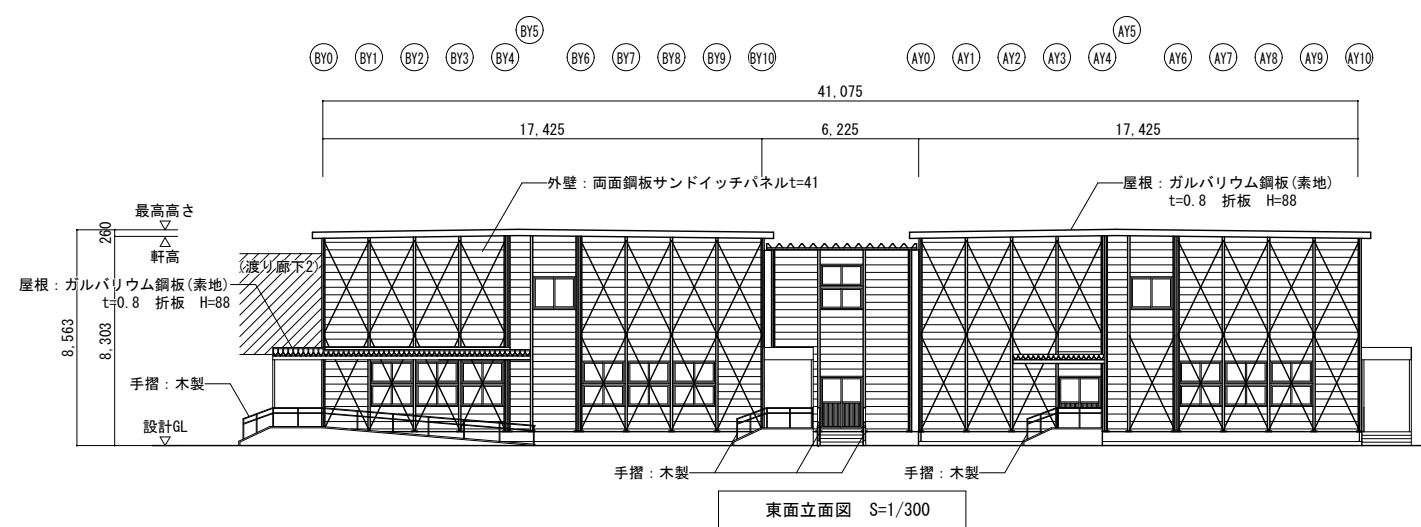 BY5
AY5
BY0 BY1 BY2 BY3 BY4 BY6 BY7 BY8 BY9 BY10 AY0 AY1 AY2 AY3 AY4 AY6 AY7 AY8 AY9 AY10
41,075
17,425 6,225 17,425
外壁：両面鋼板サンドイッチパネルt=41
屋根：ガルバリウム鋼板(素地)
t=0.8 折板 H=88
最高高さ
260
軒高
(渡り廊下2)
屋根：ガルバリウム鋼板(素地)
t=0.8 折板 H=88
8,563
8,303
手摺：木製
設計GL
手摺：木製
手摺：木製
東面立面図 S=1/300